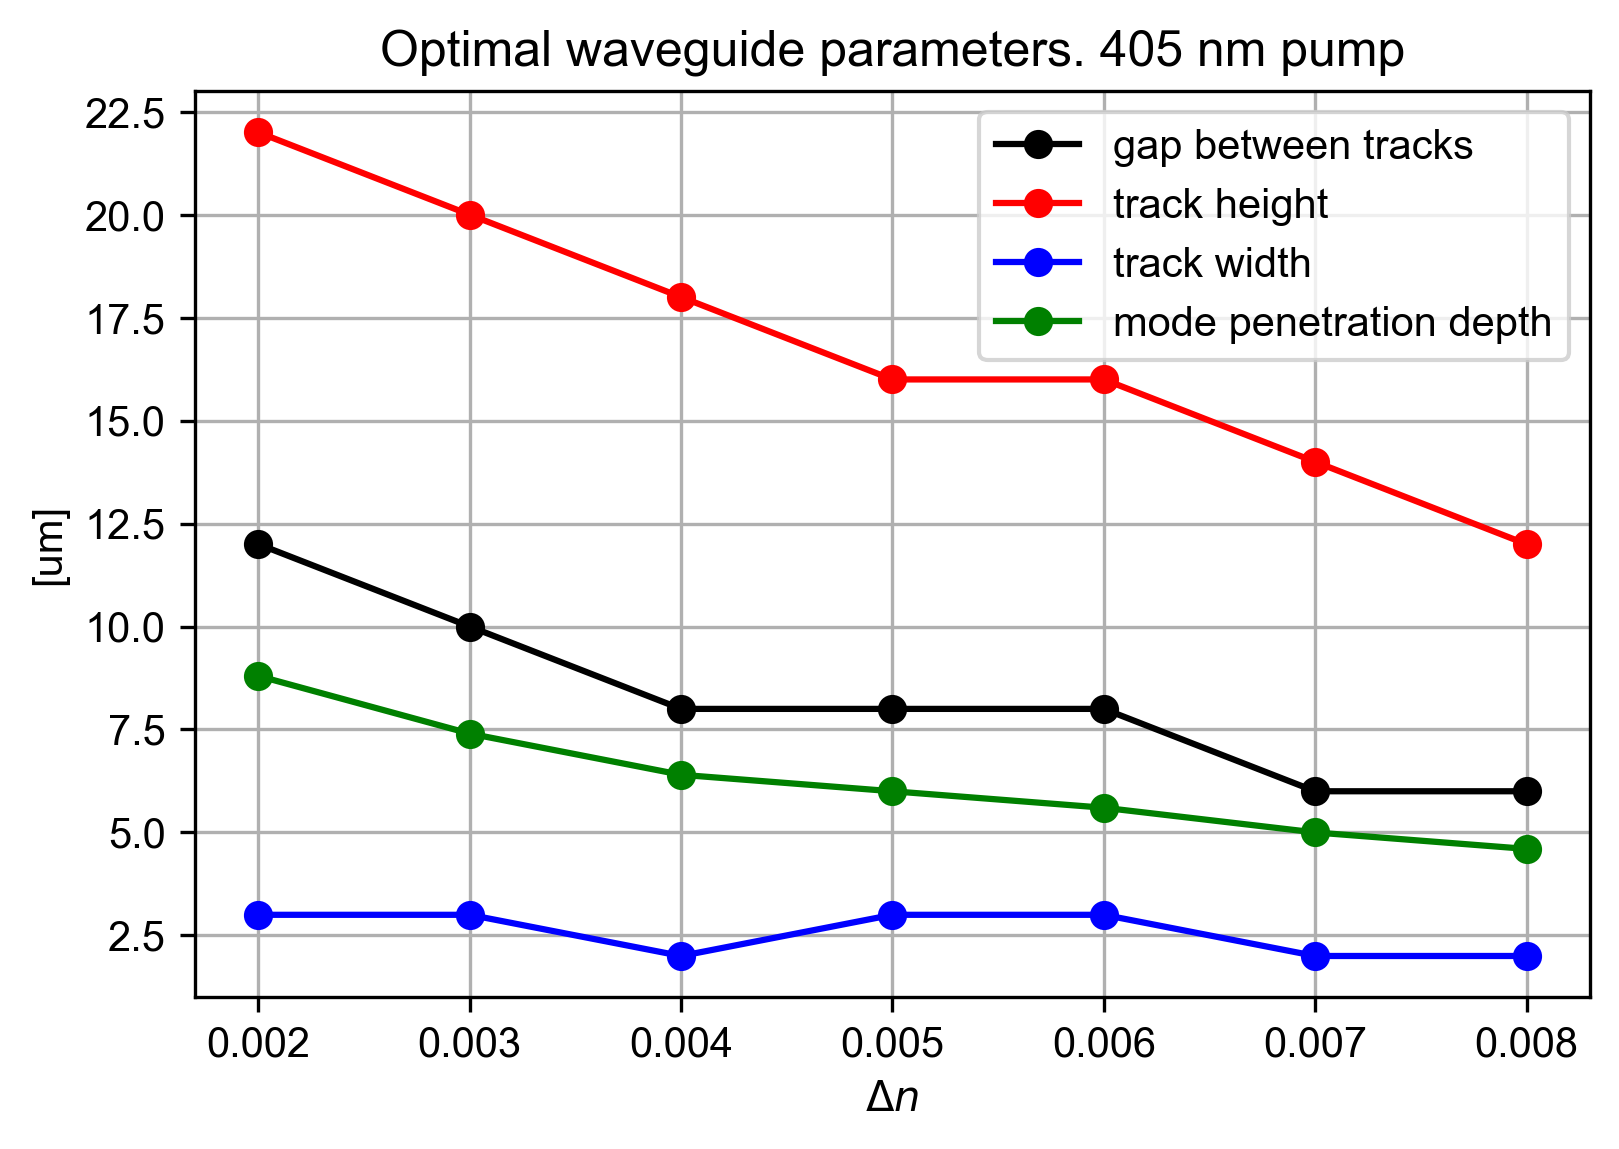 Optimal waveguide parameters. 405 nm pump
22.5
20.0
17.5
15.0
12.5
10.0
7.5
5.0
2.5
[um]
gap between tracks
track height
track width
mode penetration depth
0.002 0.003 0.004 0.005 0.006 0.007 0.008
Δn